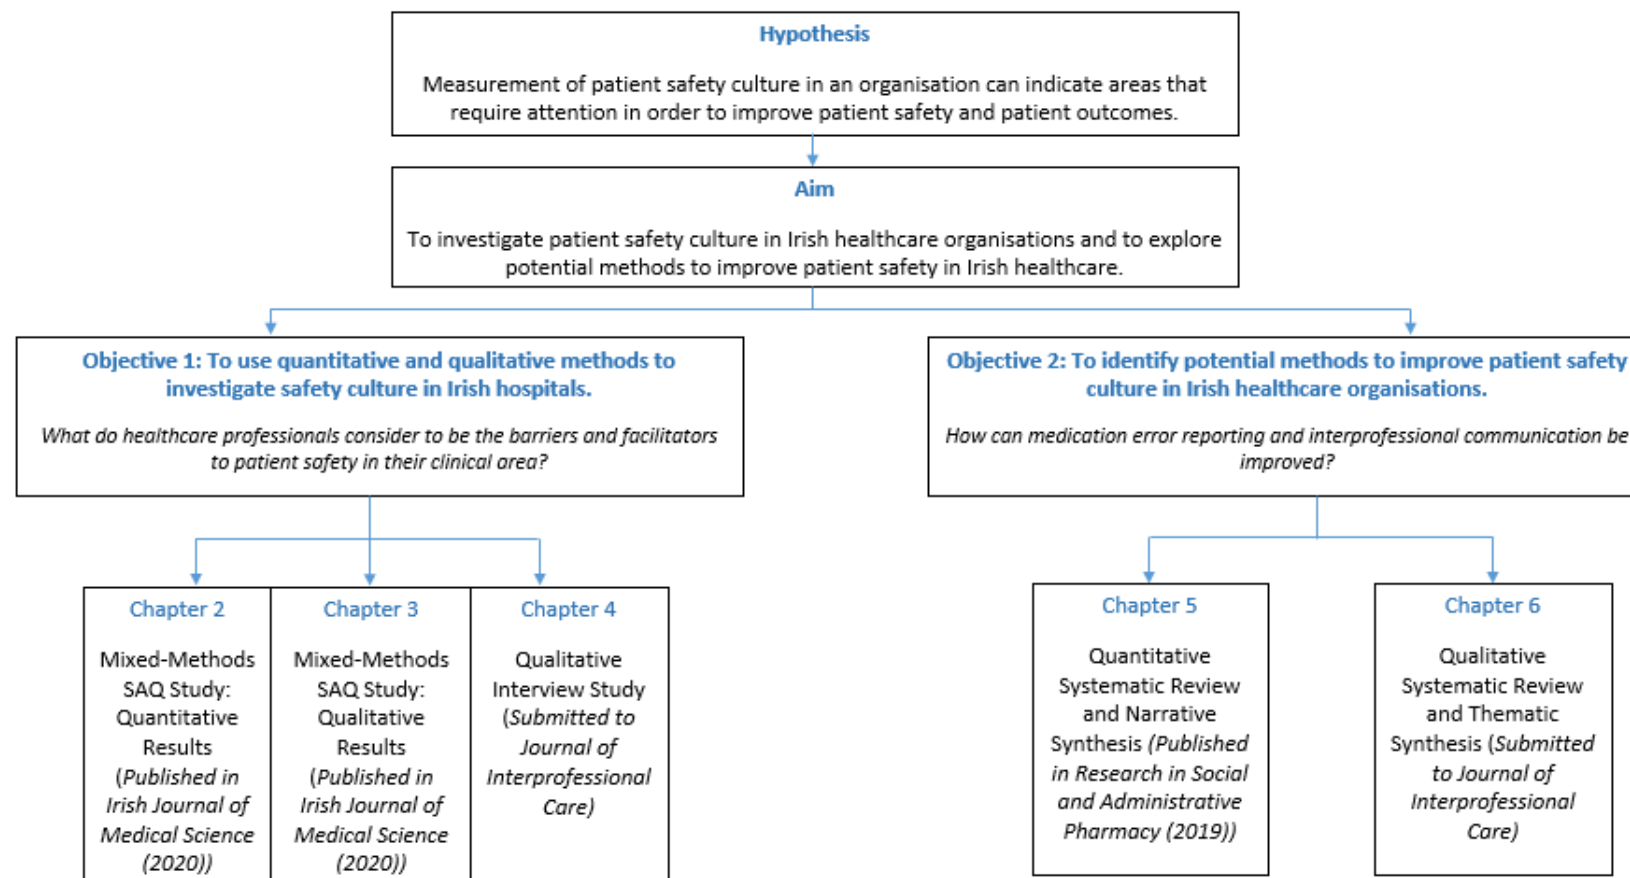 Hypothesis
Measurement of patient safety culture in an organisation can indicate areas that
require attention in order to improve patient safety and patient outcomes.
Aim
To investigate patient safety culture in Irish healthcare organisations and to explore
potential methods to improve patient safety in Irish healthcare.
Objective 1: To use quantitative and qualitative methods to
investigate safety culture in Irish hospitals.
What do healthcare professionals consider to be the barriers and facilitators
to patient safety in their clinical area?
Objective 2: To identify potential methods to improve patient safety
culture in Irish healthcare organisations.
How can medication error reporting and interprofessional communication be
improved?
Chapter 2
Mixed-Methods
SAQ Study:
Quantitative
Results
(Published in
Irish Journal of
Medical Science
(2020))
Chapter 3
Mixed-Methods
SAQ Study:
Qualitative
Results
(Published in
Irish Journal of
Medical Science
(2020))
Chapter 4
Qualitative
Interview Study
(Submitted to
Journal of
Interprofessional
Care)
Chapter 5
Quantitative
Systematic Review
and Narrative
Synthesis (Published
in Research in Social
and Administrative
Pharmacy (2019))
Chapter 6
Qualitative
Systematic Review
and Thematic
Synthesis (Submitted
to Journal of
Interprofessional
Care)